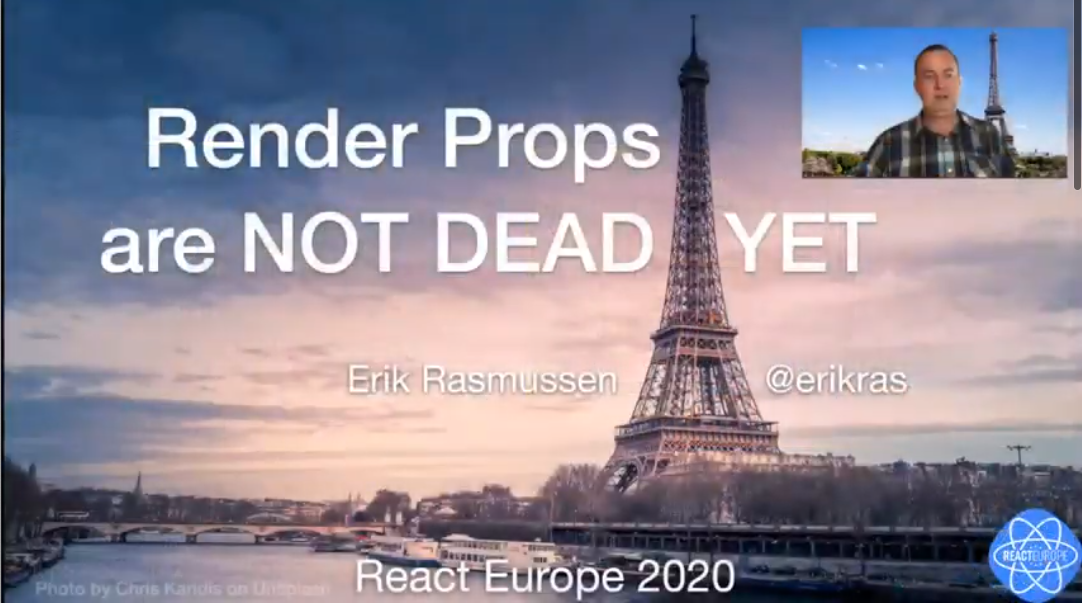 Render Props
are NOT DEAD YET
Erik Rasmussen @erikras
React Europe 2020
Photo by Chris Karidis on Unsplash
REACTEUROPE